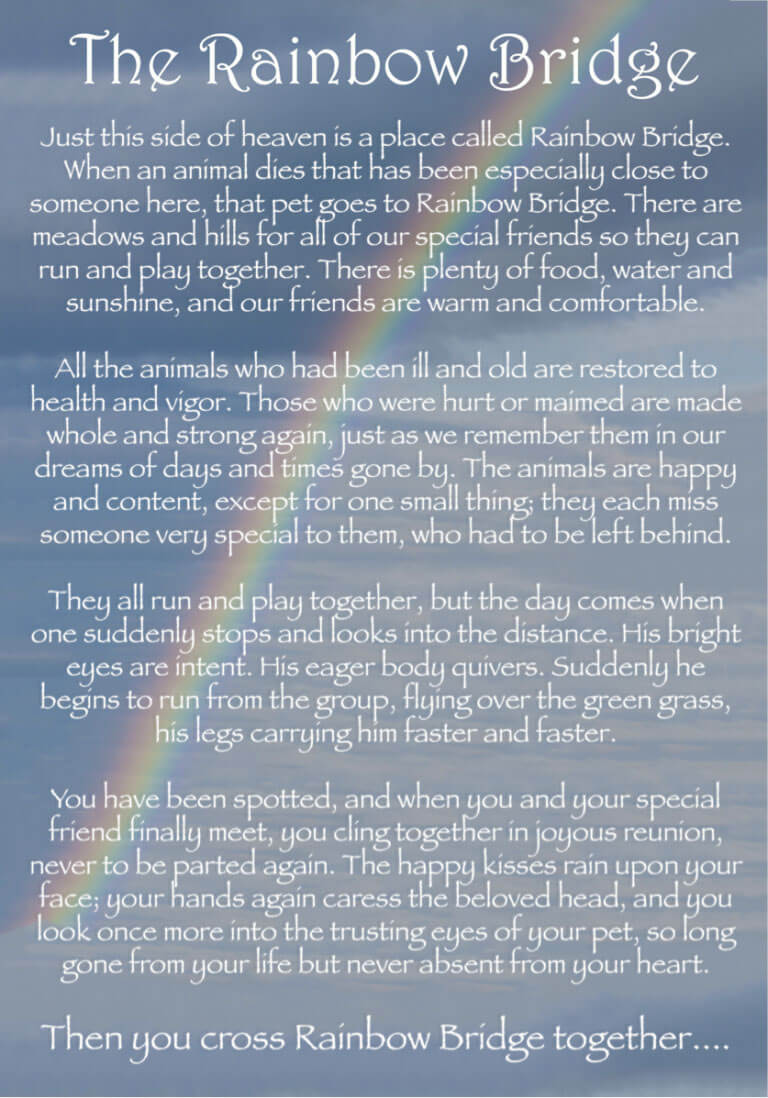 The Rainbow Bridge
Just this side of heaven is a place called Rainbow Bridge.
When an animal dies that has been especially close to
someone here, that pet goes to Rainbow Bridge. There are
meadows and hills for all of our special friends so they can
run and play together. There is plenty of food, water and
sunshine, and our friends are warm and comfortable.
All the animals who had been ill and old are restored to
health and vigor. Those who were hurt or maimed are made
whole and strong again, just as we remember them in our
dreams of days and times gone by. The animals are happy
and content, except for one small thing; they each miss
someone very special to them, who had to be left behind.
They all run and play together, but the day comes when
one suddenly stops and looks into the distance. His bright
eyes are intent. His eager body quivers. Suddenly he
begins to run from the group, flying over the green grass,
his legs carrying him faster and faster.
You have been spotted, and when you and your special
friend finally meet, you cling together in joyous reunion,
never to be parted again. The happy kisses rain upon your
face; your hands again caress the beloved head, and you
look once more into the trusting eyes of your pet, so long
gone from your life but never absent from your heart.
Then you cross Rainbow Bridge together....